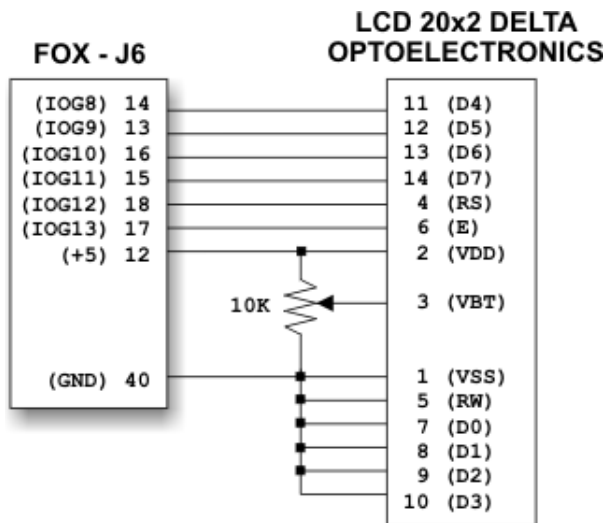 LCD 20x2 DELTA
OPTOELECTRONICS
FOX - J6
(IOG8) 14
(IOG9) 13
(IOG10) 16
(IOG11) 15
(IOG12) 18
(IOG13) 17
(+5) 12
(GND) 40
10K
11 (D4)
12 (D5)
13 (D6)
14 (D7)
4 (RS)
6 (E)
2 (VDD)
3 (VBT)
1 (VSS)
5 (RW)
7 (D0)
8 (D1)
9 (D2)
10 (D3)